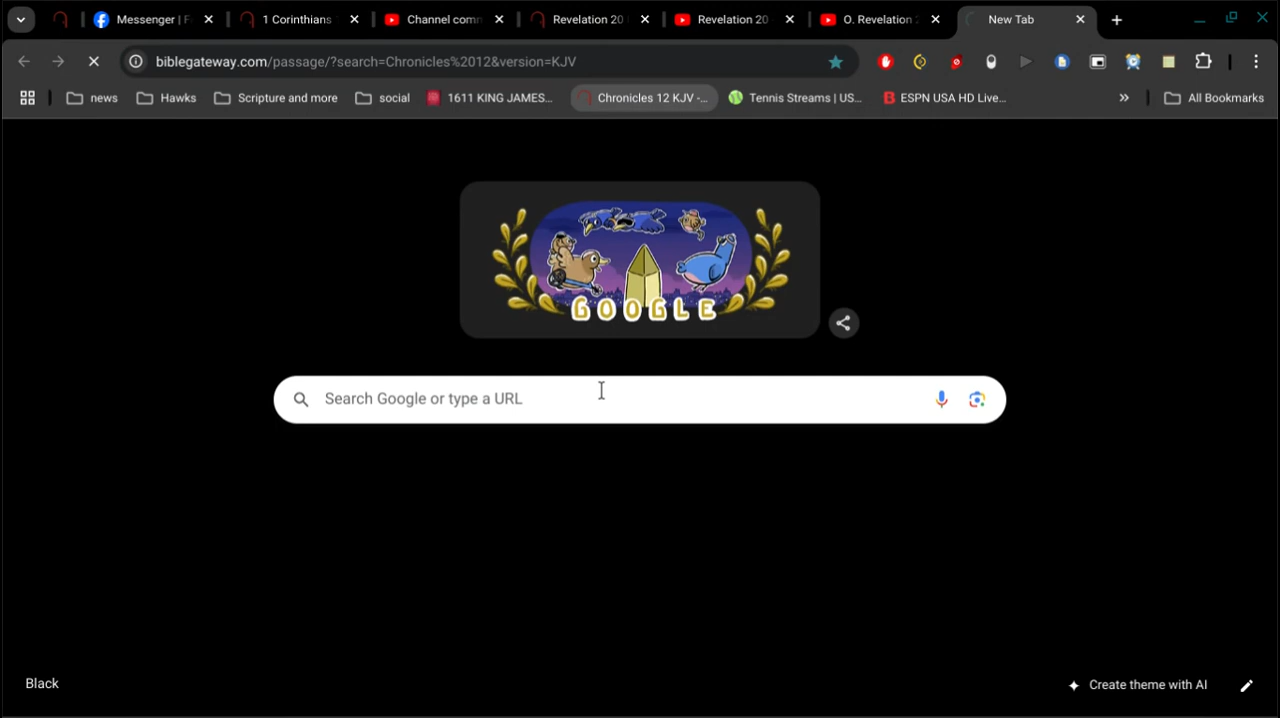 Messenger | F
1 Corinthians
Channel com
Revelation 20
Revelation 20
O. Revelation
New Tab
biblegateway.com/passage/?search=Chronicles%2012&version=KJV
news
Hawks
Scripture and more
social
1611 KING JAMES...
Chronicles 12 KJV -...
Tennis Streams | US...
ESPN USA HD Live...
All Bookmarks
GOOGLE
Search Google or type a URL
Black
Create theme with AI